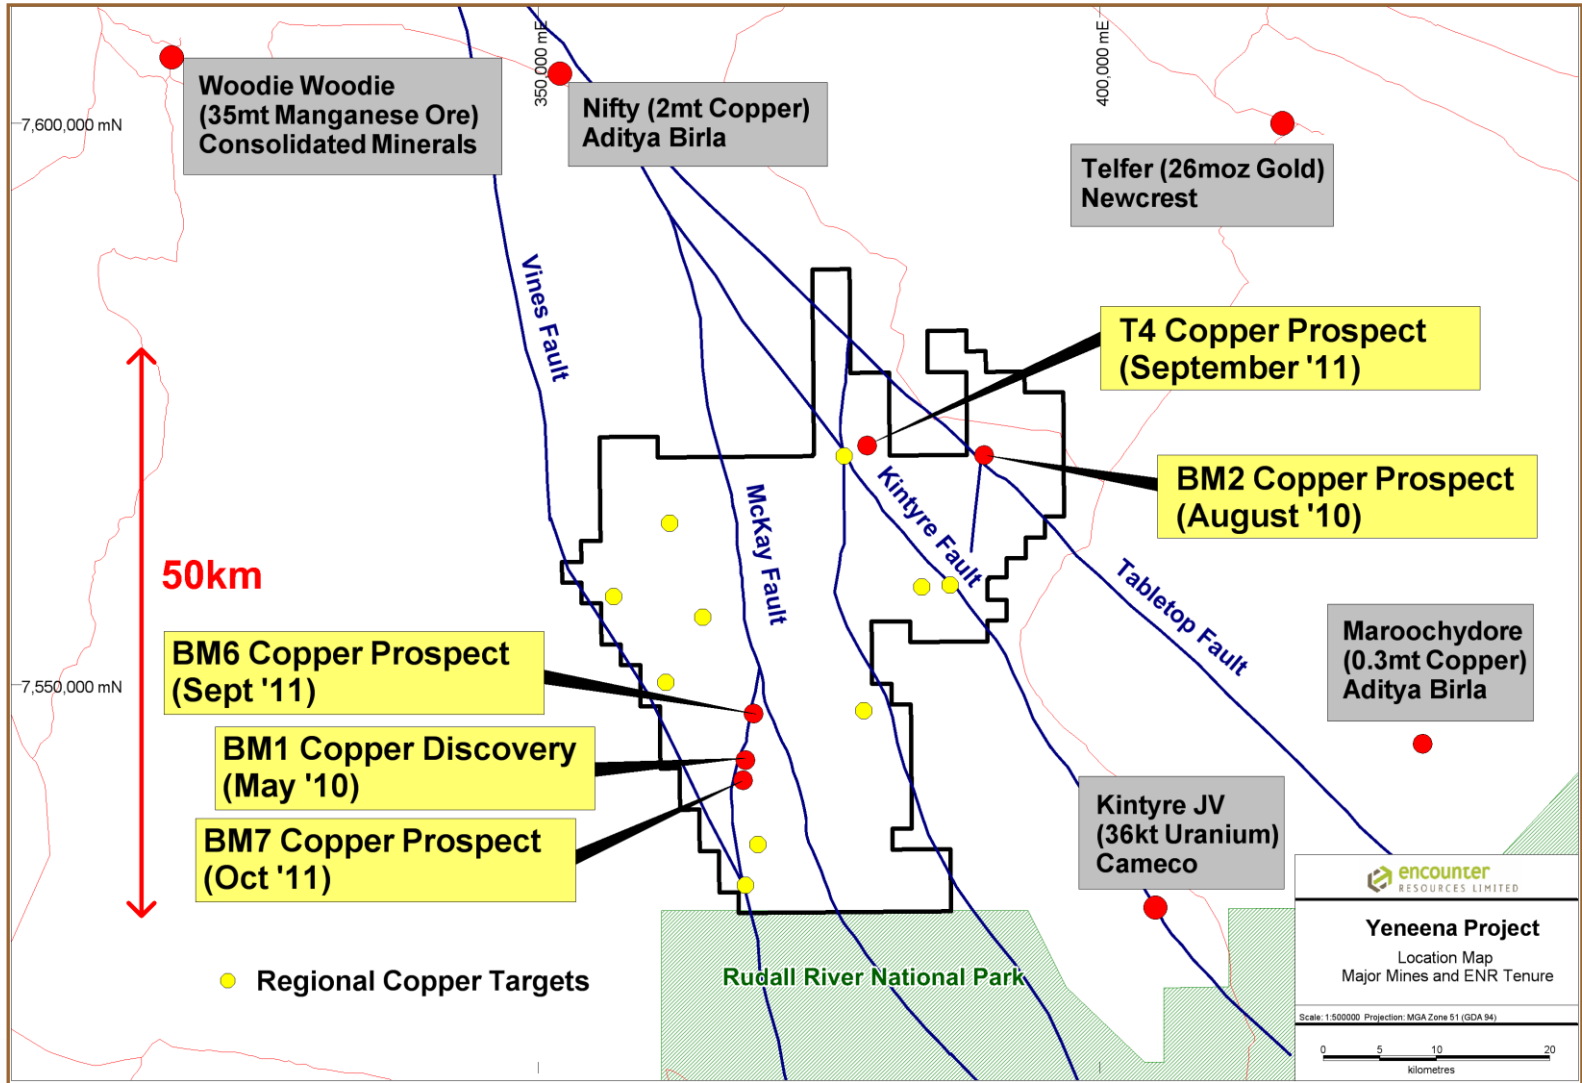 350,000 mE
400,000 mE
7,600,000 mN
7,550,000 mN
Woodie Woodie
(35mt Manganese Ore)
Consolidated Minerals
Nifty (2mt Copper)
Aditya Birla
Telfer (26moz Gold)
Newcrest
Vines Fault
T4 Copper Prospect
(September '11)
BM2 Copper Prospect
(August '10)
McKay Fault
Kintyre Fault
Tabletop Fault
50km
BM6 Copper Prospect
(Sept '11)
BM1 Copper Discovery
(May '10)
BM7 Copper Prospect
(Oct '11)
Maroochydore
(0.3mt Copper)
Aditya Birla
Kintyre JV
(36kt Uranium)
Cameco
Regional Copper Targets
Rudall River National Park
encounter
RESOURCES LIMITED
Yeneena Project
Location Map
Major Mines and ENR Tenure
Scale: 1:500000 Projection: MGA Zone 51 (GDA 94)
0 5 10 20
kilometres